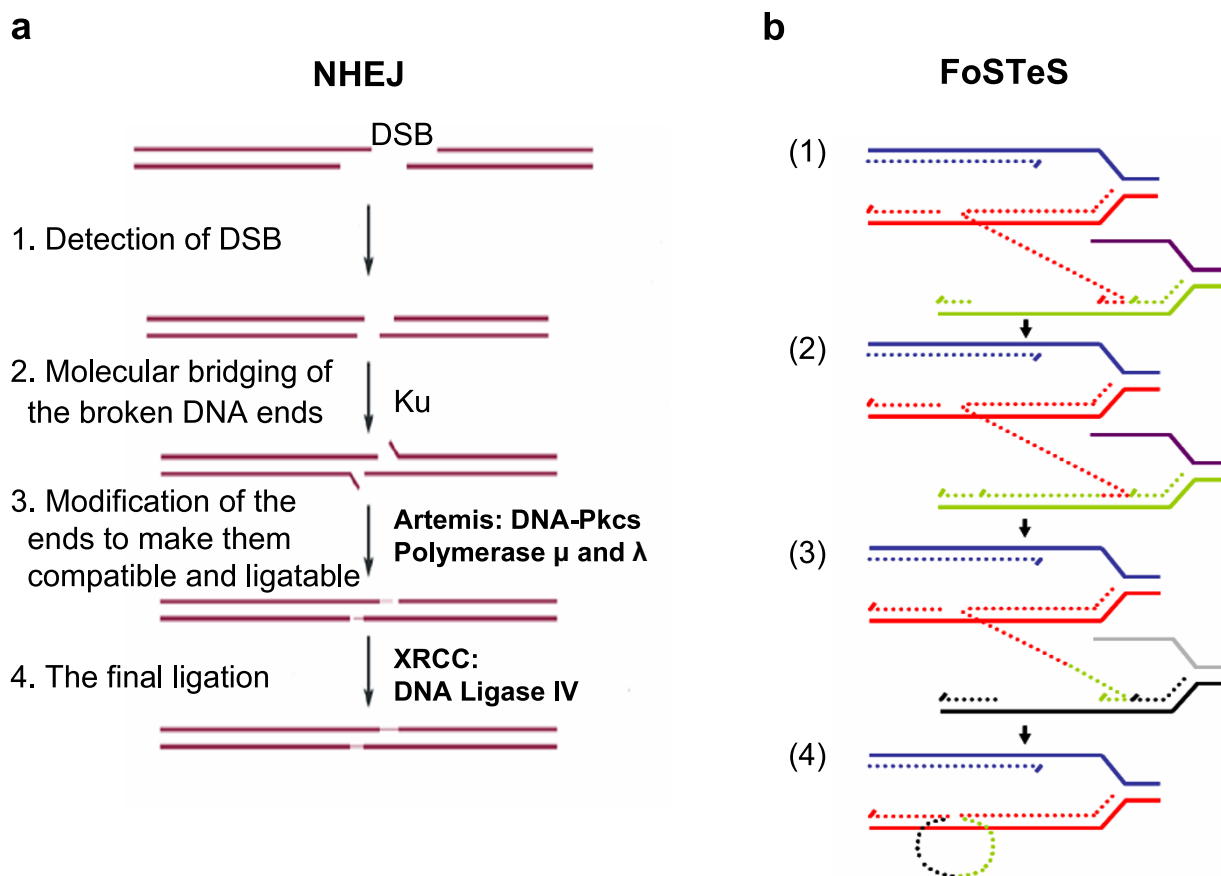 a
NHEJ
DSB
1. Detection of DSB
2. Molecular bridging of
the broken DNA ends
Ku
3. Modification of the
ends to make them
compatible and ligatable
Artemis: DNA-Pkcs
Polymerase μ and λ
4. The final ligation
XRCC:
DNA Ligase IV
b
FoSTeS
(1)
(2)
(3)
(4)